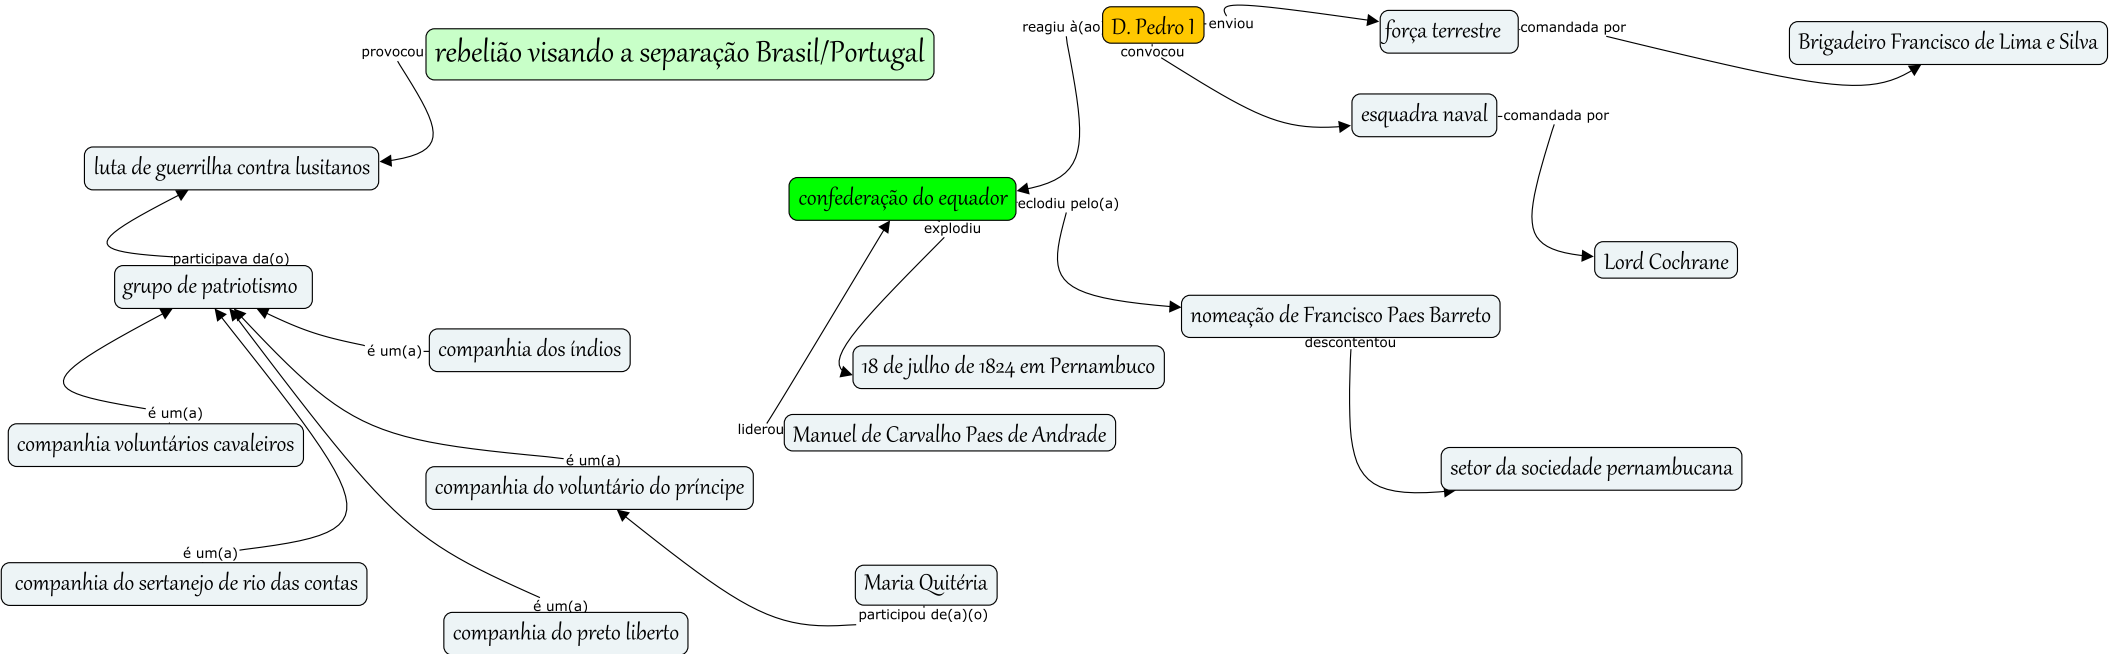 reagiu à(ao
D. Pedro I
enviou
força terrestre
comandada por
Brigadeiro Francisco de Lima e Silva
provocou
rebelião visando a separação Brasil/Portugal
convocou
esquadra naval
comandada por
luta de guerrilha contra lusitanos
confederação do equador
eclodiu pelo(a)
explodiu
participava da(o)
grupo de patriotismo
Lord Cochrane
nomeação de Francisco Paes Barreto
descontentou
é um(a)
companhia dos índios
18 de julho de 1824 em Pernambuco
é um(a)
companhia voluntários cavaleiros
liderou
Manuel de Carvalho Paes de Andrade
é um(a)
companhia do voluntário do príncipe
setor da sociedade pernambucana
é um(a)
companhia do sertanejo de rio das contas
Maria Quitéria
participou de(a)(o)
é um(a)
companhia do preto liberto